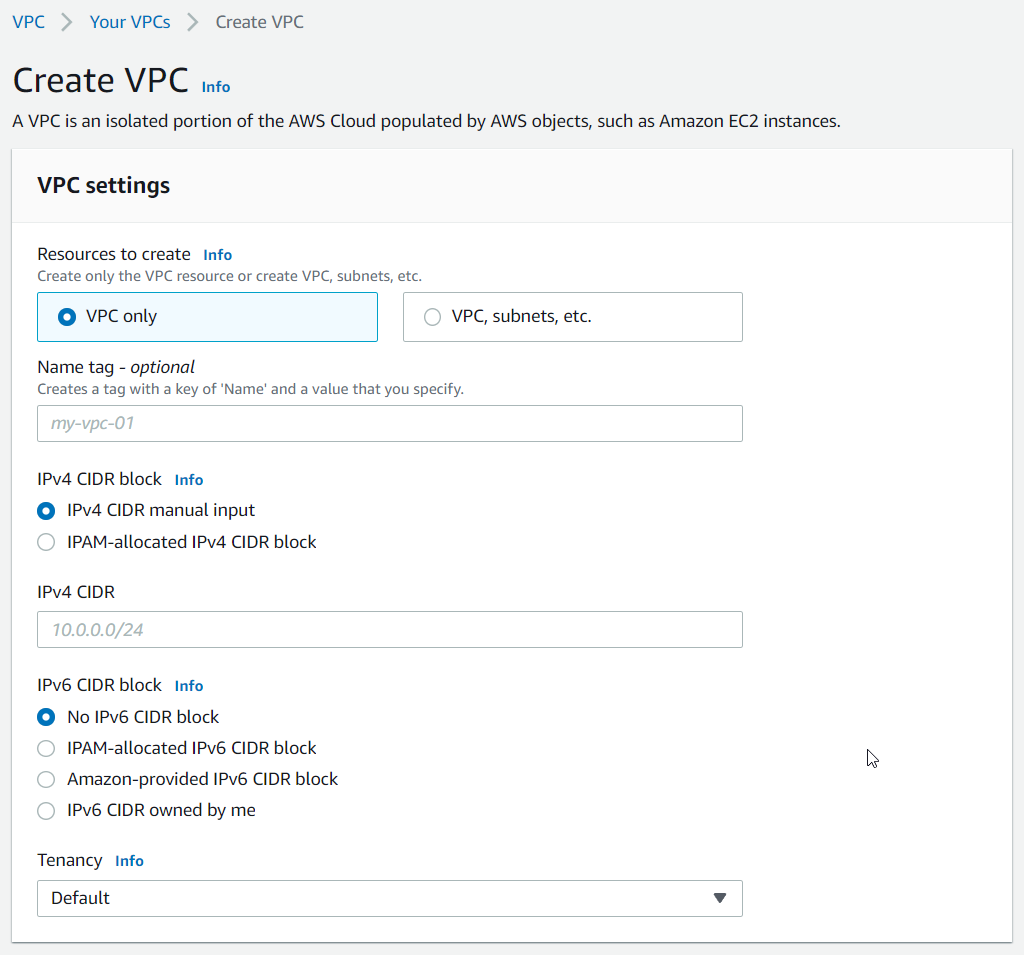 VPC > Your VPCs > Create VPC
Create VPC Info
A VPC is an isolated portion of the AWS Cloud populated by AWS objects, such as Amazon EC2 instances.
VPC settings
Resources to create Info
Create only the VPC resource or create VPC, subnets, etc.
VPC only VPC, subnets, etc.
Name tag - optional
Creates a tag with a key of 'Name' and a value that you specify.
my-vpc-01
IPv4 CIDR block Info
IPv4 CIDR manual input
IPAM-allocated IPv4 CIDR block
IPv4 CIDR
10.0.0.0/24
IPv6 CIDR block Info
No IPv6 CIDR block
IPAM-allocated IPv6 CIDR block
Amazon-provided IPv6 CIDR block
IPv6 CIDR owned by me
Tenancy Info
Default